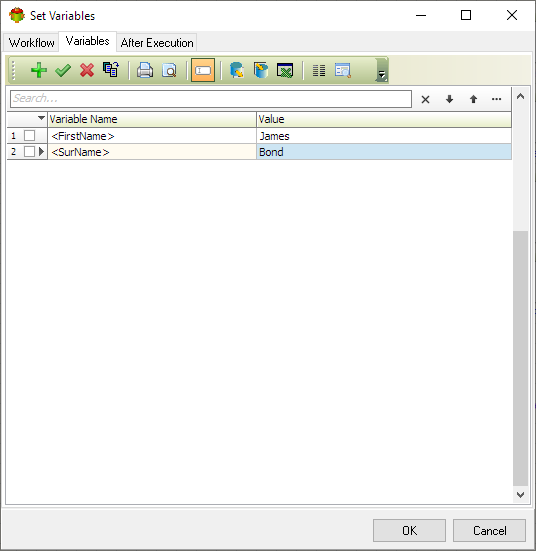 Set Variables
Workflow Variables After Execution
Search...
Variable Name Value
1 <FirstName> James
2 <SurName> Bond
OK Cancel